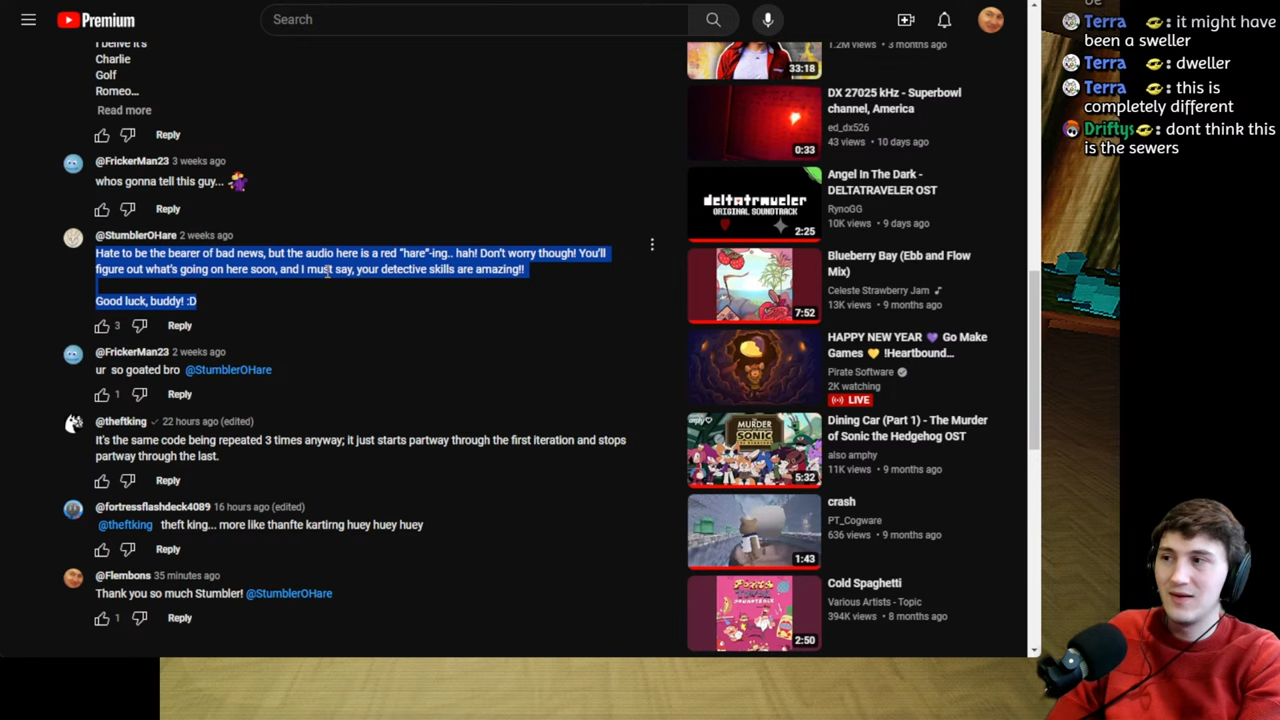 Premium
Search
I belive it's
Charlie
Golf
Romeo...
Read more
Reply
@FrickerMan23 3 weeks ago
whos gonna tell this guy...
Reply
@StumblerOHare 2 weeks ago
Hate to be the bearer of bad news, but the audio here is a red “hare”-ing.. hah! Don't worry though! You'll
figure out what's going on here soon, and I must say, your detective skills are amazing!!
Good luck, buddy! :D
3 Reply
@FrickerMan23 2 weeks ago
ur so goated bro @StumblerOHare
1 Reply
@theftking 22 hours ago (edited)
It's the same code being repeated 3 times anyway; it just starts partway through the first iteration and stops
partway through the last.
Reply
@fortressflashdeck4089 16 hours ago (edited)
@theftking theft king... more like thanfte kartirng huey huey huey
Reply
@Flembons 35 minutes ago
Thank you so much Stumbler! @StumblerOHare
1 Reply
1.2M views • 3 months ago
33:18
DX 27025 kHz - Superbowl
channel, America
ed_dx526
43 views • 10 days ago
0:33
Angel In The Dark -
DELTATRAVELER OST
RynoGG
10K views • 9 days ago
deltatraveler
ORIGINAL SOUNDTRACK
2:25
Blueberry Bay (Ebb and Flow
Mix)
Celeste Strawberry Jam
13K views • 9 months ago
7:52
HAPPY NEW YEAR 💜 Go Make
Games 💛 !Heartbound...
Pirate Software
2K watching
LIVE
Dining Car (Part 1) - The Murder
of Sonic the Hedgehog OST
also amphy
11K views • 9 months ago
THE
MURDER
OF
SONIC
THE HEDGEHOG
5:32
crash
PT_Cogware
636 views • 9 months ago
1:43
Cold Spaghetti
Various Artists - Topic
394K views • 8 months ago
2:50
Terra : it might have
been a sweller
Terra : dweller
Terra : this is
completely different
Driftys : dont think this
is the sewers